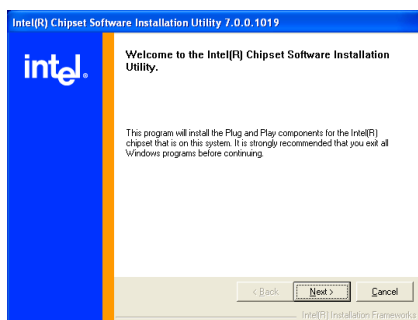 Intel(R) Chipset Software Installation Utility 7.0.0.1019
intel.
Welcome to the Intel(R) Chipset Software Installation
Utility.
This program will install the Plug and Play components for the Intel(R)
chipset that is on this system. It is strongly recommended that you exit all
Windows programs before continuing.
< Back
Next >
Cancel
Intel(R) Installation Frameworks